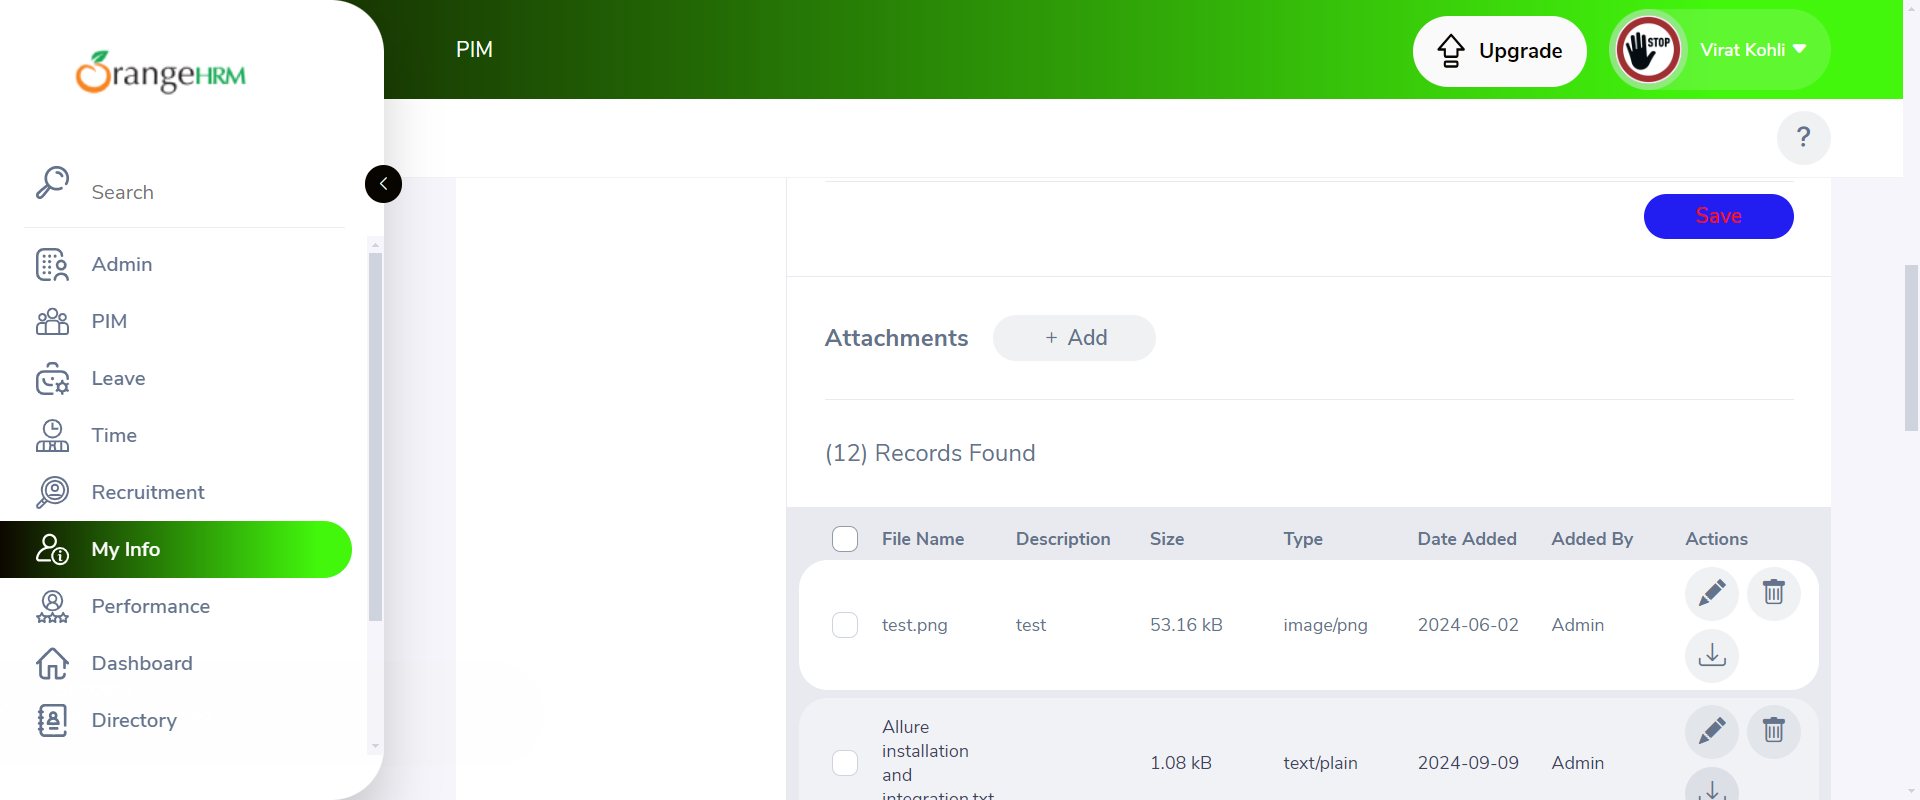 OrangeHRM
PIM
Upgrade
STOP
Virat Kohli
?
Search
Admin
PIM
Leave
Time
Recruitment
My Info
Performance
Dashboard
Directory
Save
Attachments
+ Add
(12) Records Found
File Name Description Size Type Date Added Added By Actions
test.png test 53.16 kB image/png 2024-06-02 Admin
Allure
installation
and
integration.txt
1.08 kB text/plain 2024-09-09 Admin